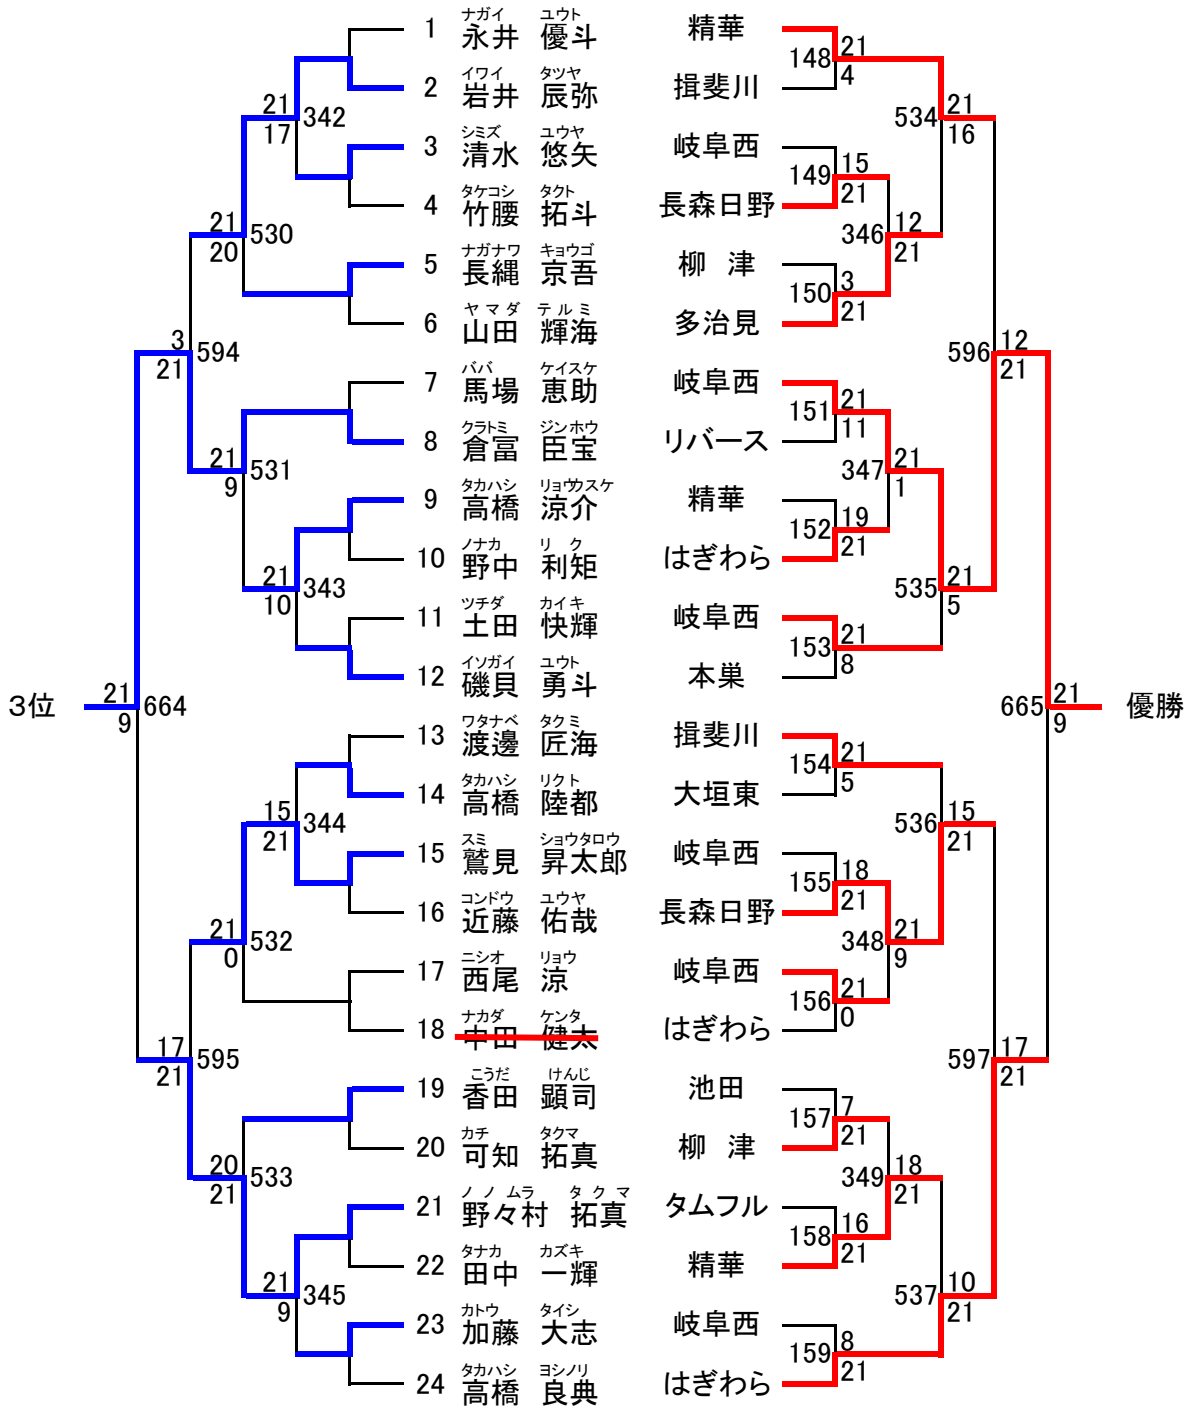 ナガイ ユウト
1 永井 優斗 精華
148 21
4
イワイ タツヤ
2 岩井 辰弥 揖斐川
21
17 342
534 21
16
シミズ ユウヤ
3 清水 悠矢 岐阜西
149 15
21
タケコシ タクト
4 竹腰 拓斗 長森日野
21
20 530
346 12
21
ナガナワ キョウゴ
5 長縄 京吾 柳 津
150 3
21
ヤマダ テルミ
6 山田 輝海 多治見
3
21 594
596 12
21
ババ ケイスケ
7 馬場 恵助 岐阜西
151 21
11
クラトミ ジンホウ
8 倉冨 臣宝 リバース
21
9 531
347 21
1
タカハシ リョウカスケ
9 高橋 涼介 精華
152 19
21
ノナカ リク
10 野中 利矩 はぎわら
21
10 343
535 21
5
ツチダ カイキ
11 土田 快輝 岐阜西
153 21
8
イソガイ ユウト
12 磯貝 勇斗 本巣
3位 21
9 664
665 21
9 優勝
ワタナベ タクミ
13 渡邊 匠海 揖斐川
154 21
5
タカハシ リクト
14 高橋 陸都 大垣東
15
21 344
536 15
21
スミ ショウタロウ
15 鷲見 昇太郎 岐阜西
155 18
21
コンドウ ユウヤ
16 近藤 佑哉 長森日野
21
0 532
348 21
9
ニシオ リョウ
17 西尾 涼 岐阜西
156 21
0
ナカダ ケンタ
18 中田 健太 はぎわら
17
21 595
597 17
21
こうだ けんじ
19 香田 顕司 池田
157 7
21
カチ タクマ
20 可知 拓真 柳 津
20
21 533
349 18
21
ノノムラ タクマ
21 野々村 拓真 タムフル
158 16
21
タナカ カズキ
22 田中 一輝 精華
21
9 345
537 10
21
カトウ タイシ
23 加藤 大志 岐阜西
159 8
21
タカハシ ヨシノリ
24 高橋 良典 はぎわら